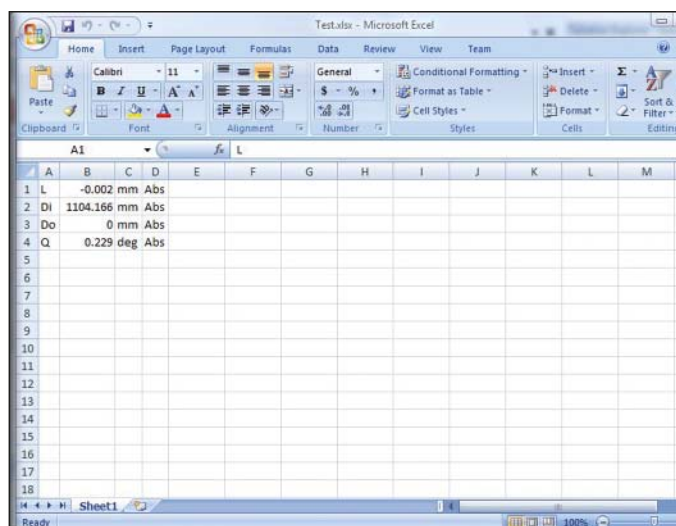 Test.xlsx - Microsoft Excel
Home Insert Page Layout Formulas Data Review View Team
Calibri 11 General Conditional Formatting Insert Σ
Paste B I U A A $ % , Format as Table Delete Sort &
Cell Styles Format Filter
Clipboard Font Alignment Number Styles Cells Editin
A1 fx L
A B C D E F G H I J K L M
1 L -0.002 mm Abs
2 Di 1104.166 mm Abs
3 Do 0 mm Abs
4 Q 0.229 deg Abs
5
6
7
8
9
10
11
12
13
14
15
16
17
18
Sheet1
Ready 100%